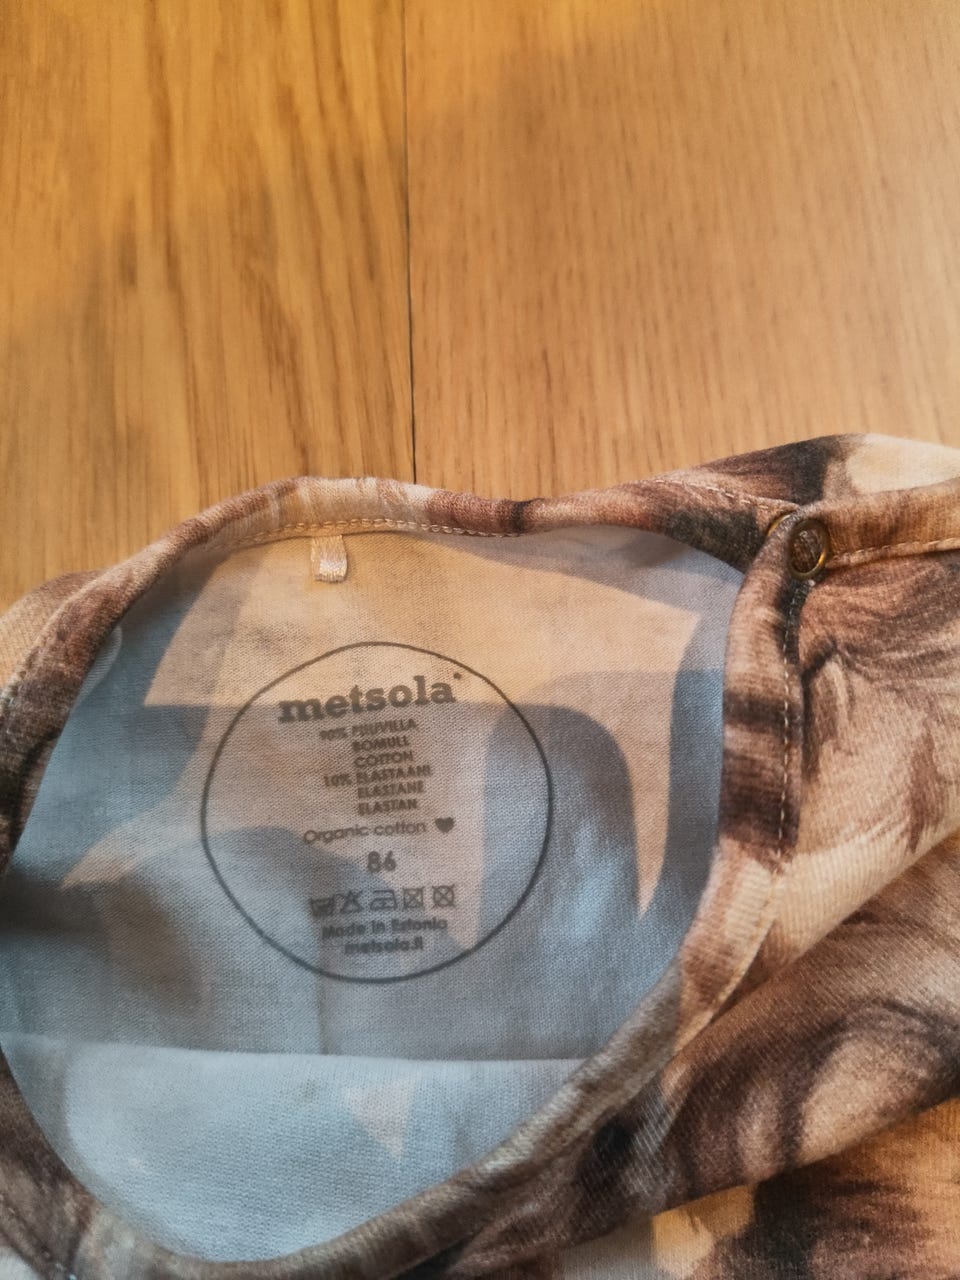 metsola
90% PUUVILLA
BOMULL
COTTON
10% ELASTAANI
ELASTANE
ELASTAN
Organic cotton
86
Made in Estonia
metsola.fi